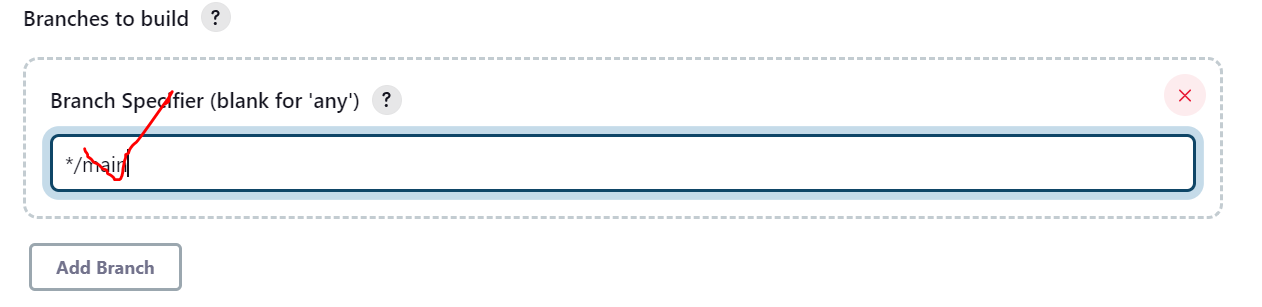 Branches to build ?
Branch Specifier (blank for 'any') ?
*/main
Add Branch